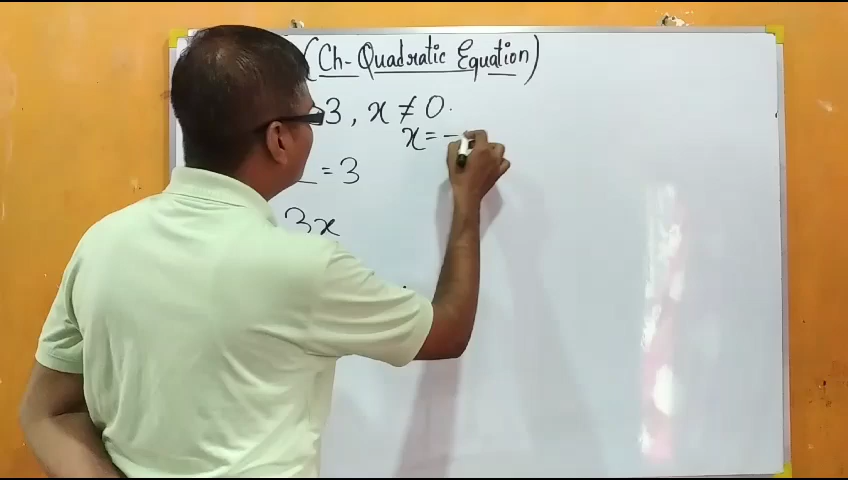 (Ch- Quadratic Equation)
3, x ≠ 0.
x = -
= 3
3x